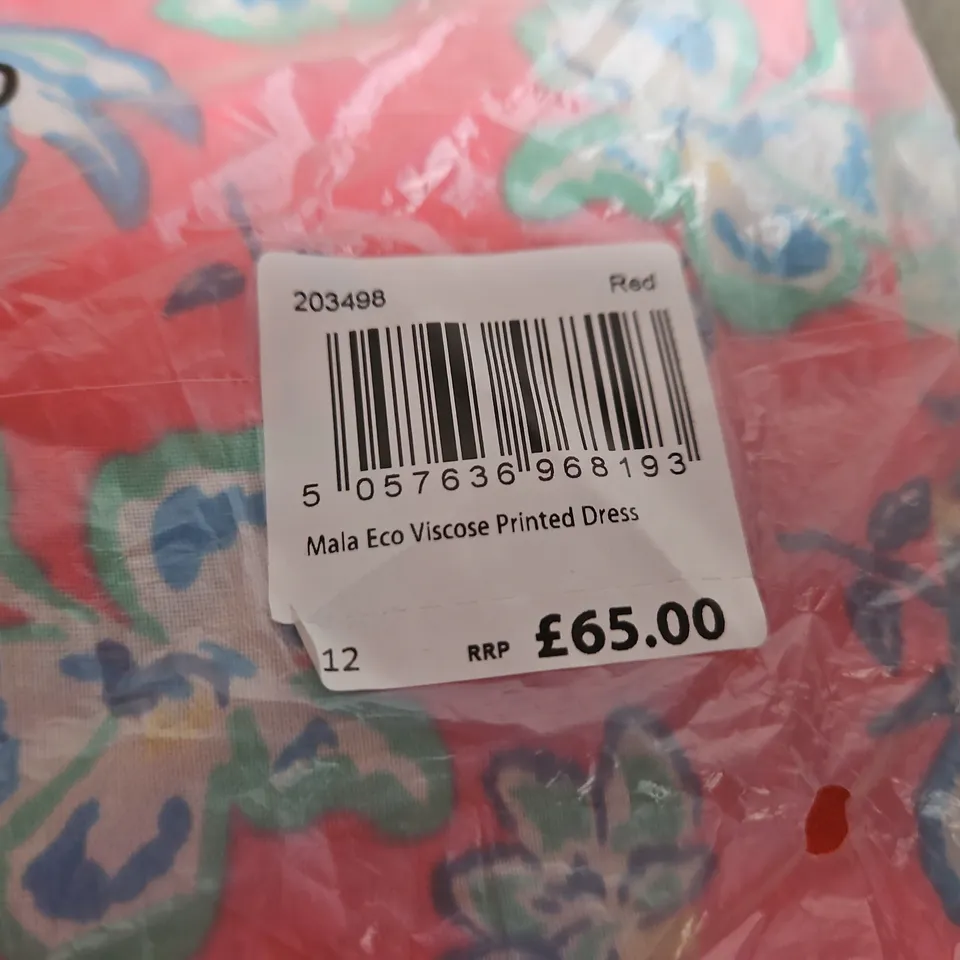 203498 Red
5 057636 968193
Mala Eco Viscose Printed Dress
12 RRP £65.00